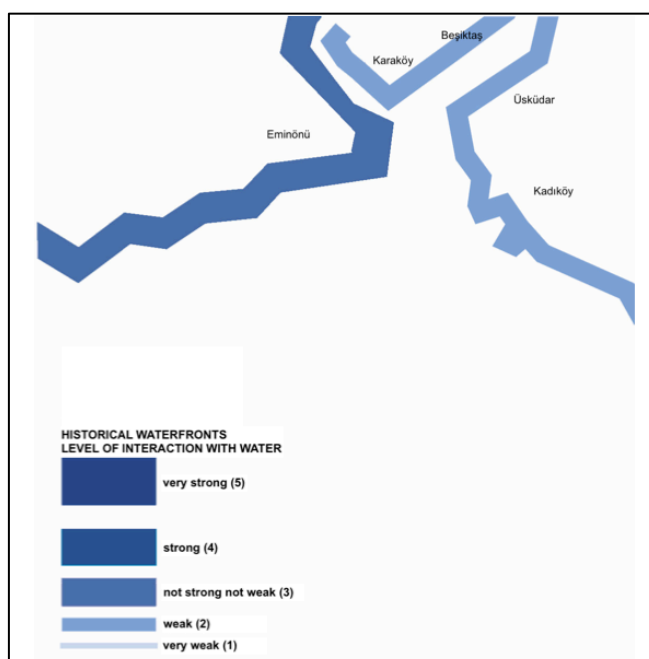 Beşiktaş
Karaköy
Üsküdar
Eminönü
Kadıköy
HISTORICAL WATERFRONTS
LEVEL OF INTERACTION WITH WATER
very strong (5)
strong (4)
not strong not weak (3)
weak (2)
very weak (1)